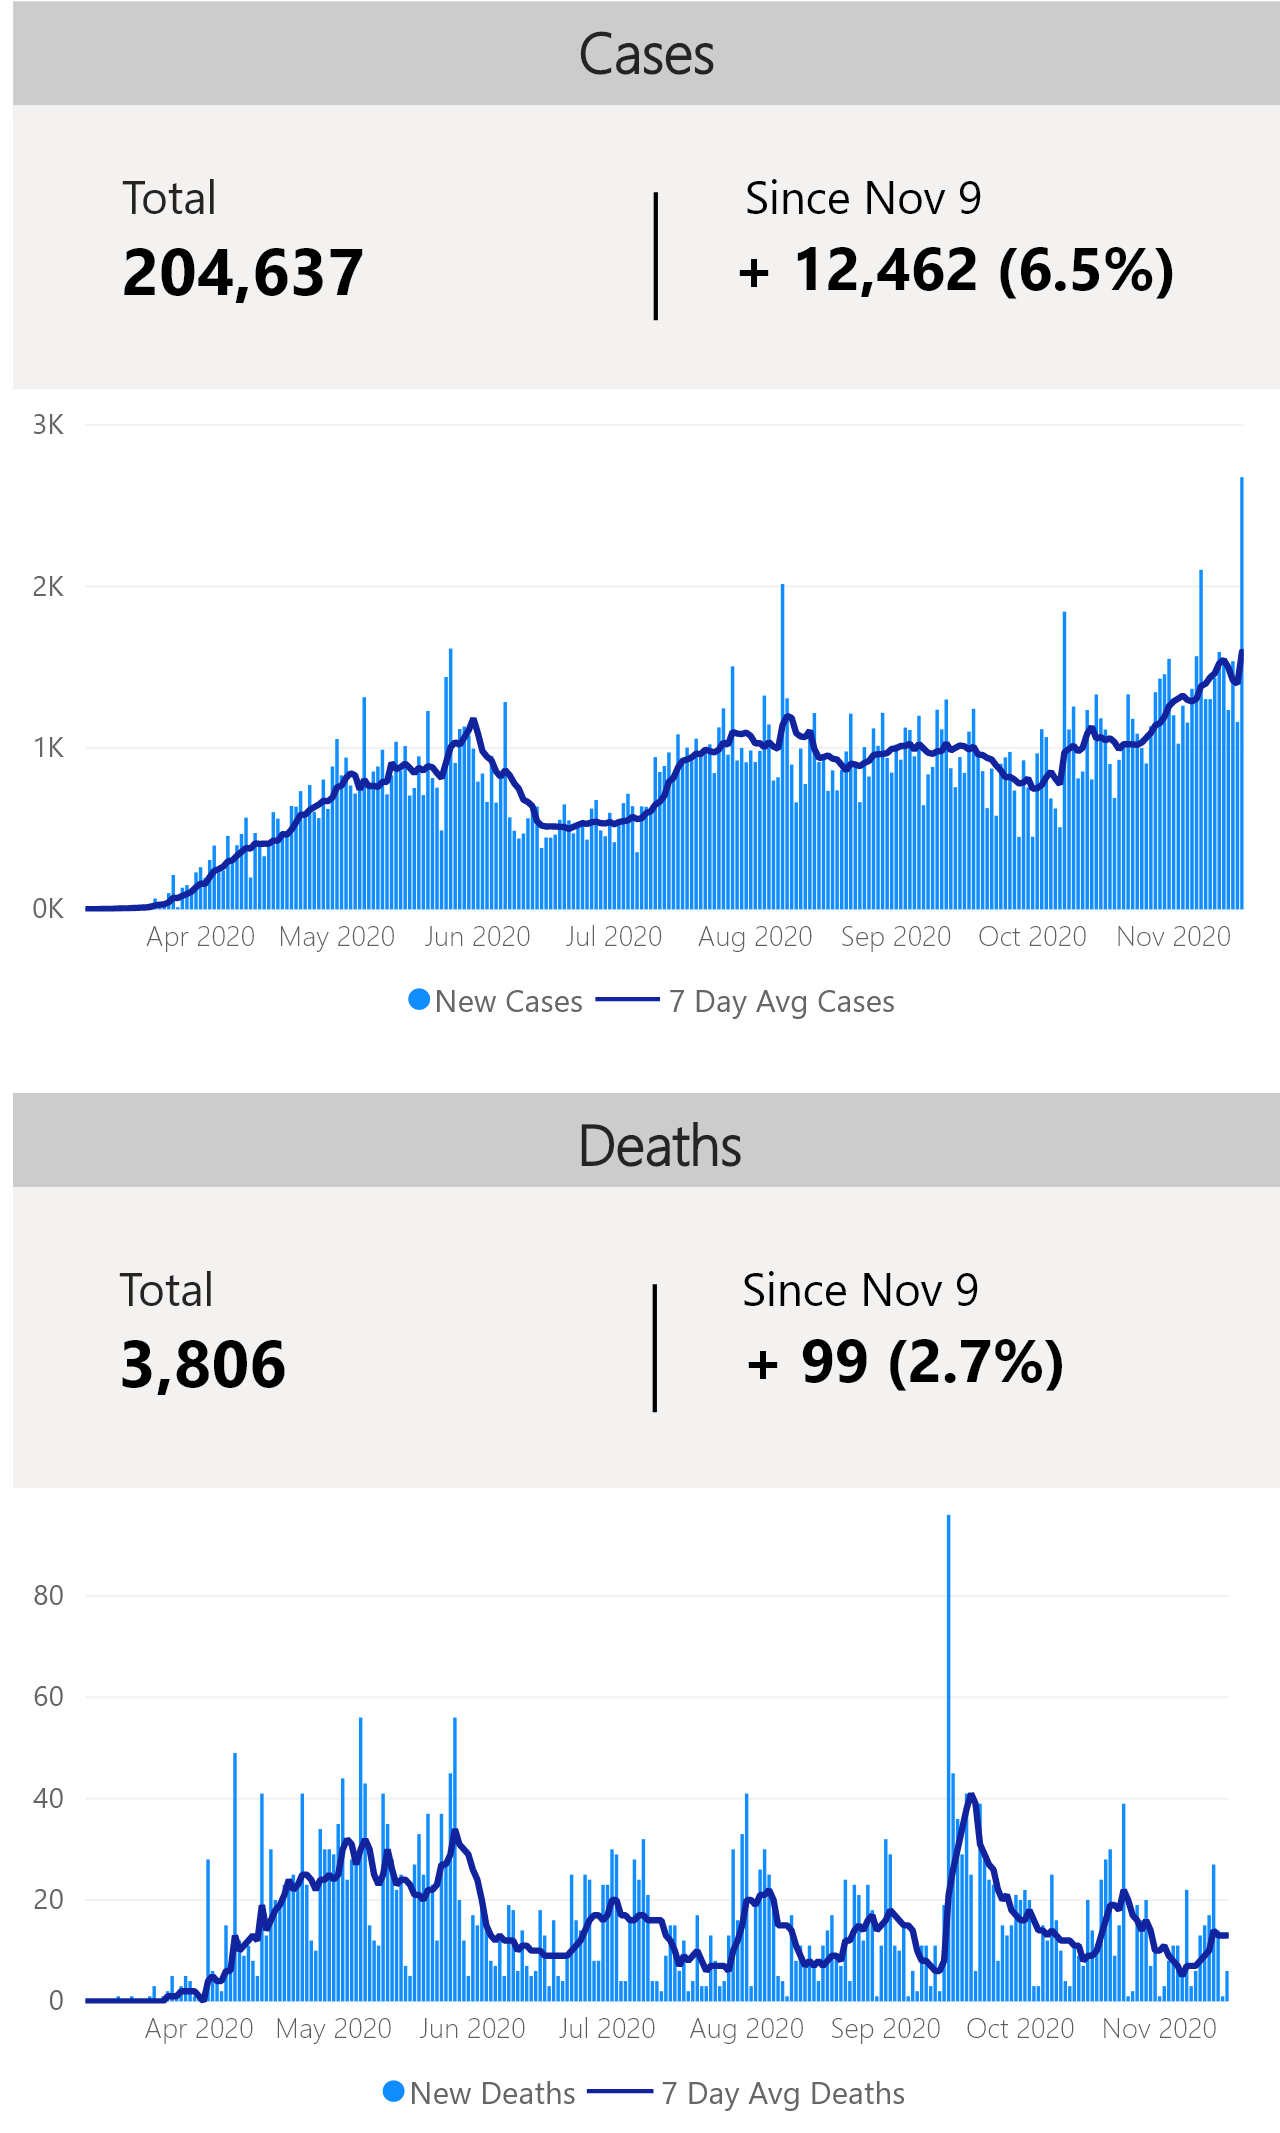 Cases
Total
Since Nov 9
204,637
+ 12,462 (6.5%)
3K
2K
1K
0K
Apr 2020 May 2020 Jun 2020 Jul 2020 Aug 2020 Sep 2020 Oct 2020 Nov 2020
New Cases 7 Day Avg Cases
Deaths
Total
Since Nov 9
3,806
+ 99 (2.7%)
80
60
40
20
0
Apr 2020 May 2020 Jun 2020 Jul 2020 Aug 2020 Sep 2020 Oct 2020 Nov 2020
New Deaths 7 Day Avg Deaths